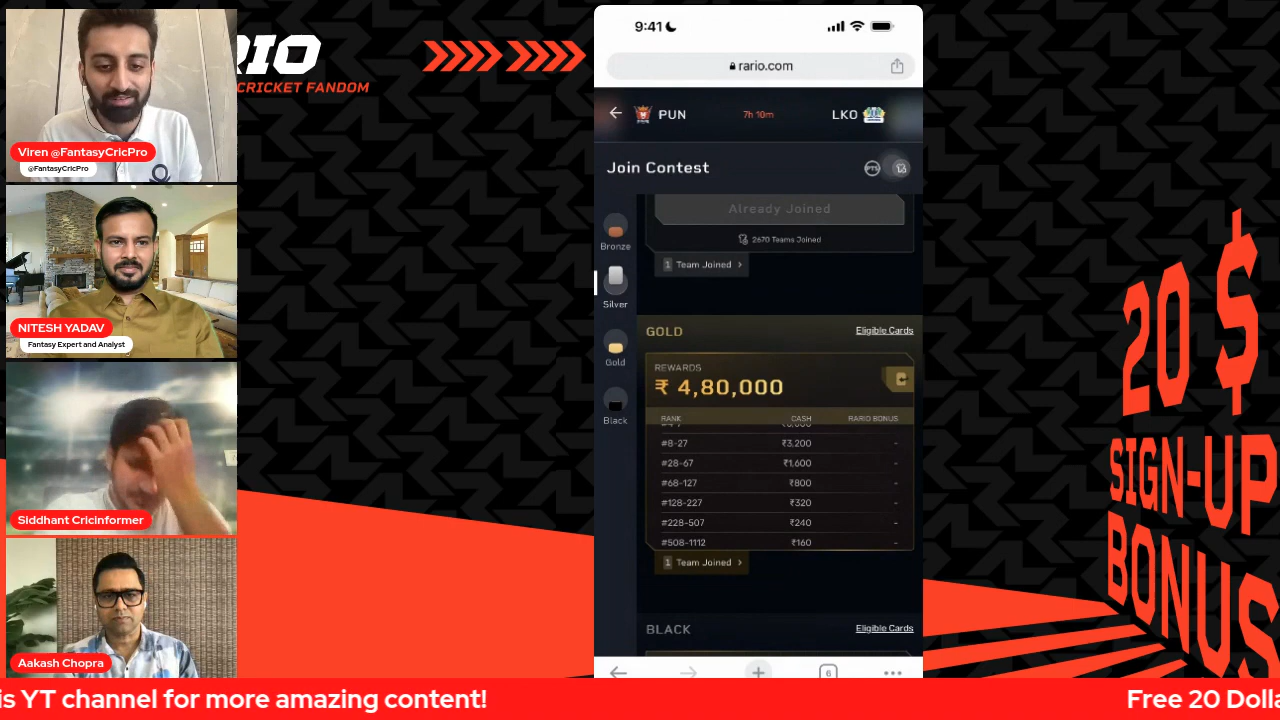 RIO
CRICKET FANDOM
Viren @FantasyCricPro
@FantasyCricPro
NITESH YADAV
Fantasy Expert and Analyst
Siddhant Cricinformer
Aakash Chopra
9:41
rario.com
PUN
7h 10m
LKO
Join Contest
PTS
Bronze
Silver
Gold
Black
Already Joined
2670 Teams Joined
1 Team Joined >
GOLD
Eligible Cards
REWARDS
₹ 4,80,000
RANK CASH RARIO BONUS
#8-27 ₹3,200 -
#28-67 ₹1,600 -
#68-127 ₹800 -
#128-227 ₹320 -
#228-507 ₹240 -
#508-1112 ₹160 -
1 Team Joined >
BLACK
Eligible Cards
6
20 $
SIGN-UP
BONUS
is YT channel for more amazing content!
Free 20 Dolla